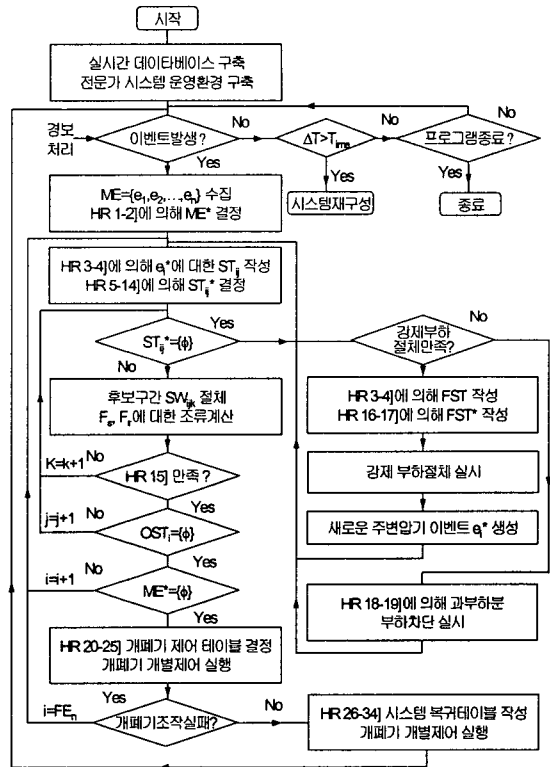 시작
실시간 데이타베이스 구축
전문가 시스템 운영환경 구축
경보
처리
이벤트발생?
No
ΔT>Tirms
No
프로그램종료?
No
Yes
Yes
Yes
시스템재구성
종료
ME={e1,e2,...,en} 수집
HR 1-2]에 의해 ME* 결정
HR 3-4]에 의해 ei*에 대한 STij 작성
HR 5-14]에 의해 STij* 결정
STij*={ϕ}
Yes
강제부하
절체만족?
No
No
Yes
후보구간 SWijk 절체
Fs, Fr에 대한 조류계산
HR 3-4]에 의해 FST 작성
HR 16-17]에 의해 FST* 작성
K=k+1
No
HR 15] 만족?
Yes
강제 부하절체 실시
j=j+1
No
OSTi={ϕ}
Yes
새로운 주변압기 이벤트 ei* 생성
i=i+1
No
ME*={ϕ}
Yes
HR 18-19]에 의해 과부하분
부하차단 실시
HR 20-25] 개폐기 제어 테이블 결정
개폐기 개별제어 실행
i=FEn
Yes
개폐기조작실패?
No
HR 26-34] 시스템 복귀테이블 작성
개폐기 개별제어 실행